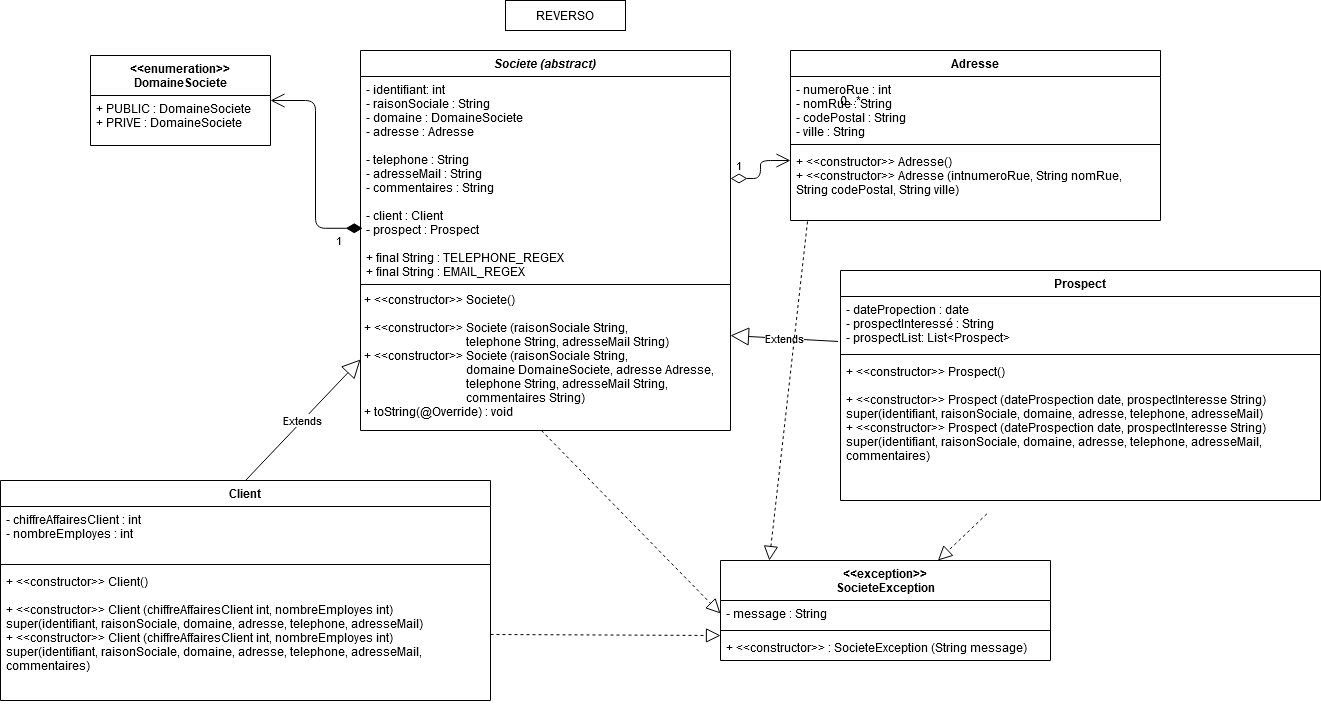 REVERSO
<<enumeration>>
DomaineSociete
+ PUBLIC : DomaineSociete
+ PRIVE : DomaineSociete
1
Societe (abstract)
- identifiant: int
- raisonSociale : String
- domaine : DomaineSociete
- adresse : Adresse
- telephone : String
- adresseMail : String
- commentaires : String
- client : Client
- prospect : Prospect
+ final String : TELEPHONE_REGEX
+ final String : EMAIL_REGEX
+ <<constructor>> Societe()
+ <<constructor>> Societe (raisonSociale String,
telephone String, adresseMail String)
+ <<constructor>> Societe (raisonSociale String,
domaine DomaineSociete, adresse Adresse,
telephone String, adresseMail String,
commentaires String)
+ toString(@Override) : void
1
Adresse
- numeroRue : int
0..*
- nomRue : String
- codePostal : String
- ville : String
+ <<constructor>> Adresse()
+ <<constructor>> Adresse (intnumeroRue, String nomRue,
String codePostal, String ville)
Extends
Prospect
- datePropection : date
- prospectInteressé : String
- prospectList: List<Prospect>
+ <<constructor>> Prospect()
+ <<constructor>> Prospect (dateProspection date, prospectInteresse String)
super(identifiant, raisonSociale, domaine, adresse, telephone, adresseMail)
+ <<constructor>> Prospect (dateProspection date, prospectInteresse String)
super(identifiant, raisonSociale, domaine, adresse, telephone, adresseMail,
commentaires)
Extends
Client
- chiffreAffairesClient : int
- nombreEmployes : int
+ <<constructor>> Client()
+ <<constructor>> Client (chiffreAffairesClient int, nombreEmployes int)
super(identifiant, raisonSociale, domaine, adresse, telephone, adresseMail)
+ <<constructor>> Client (chiffreAffairesClient int, nombreEmployes int)
super(identifiant, raisonSociale, domaine, adresse, telephone, adresseMail,
commentaires)
<<exception>>
SocieteException
- message : String
+ <<constructor>> : SocieteException (String message)